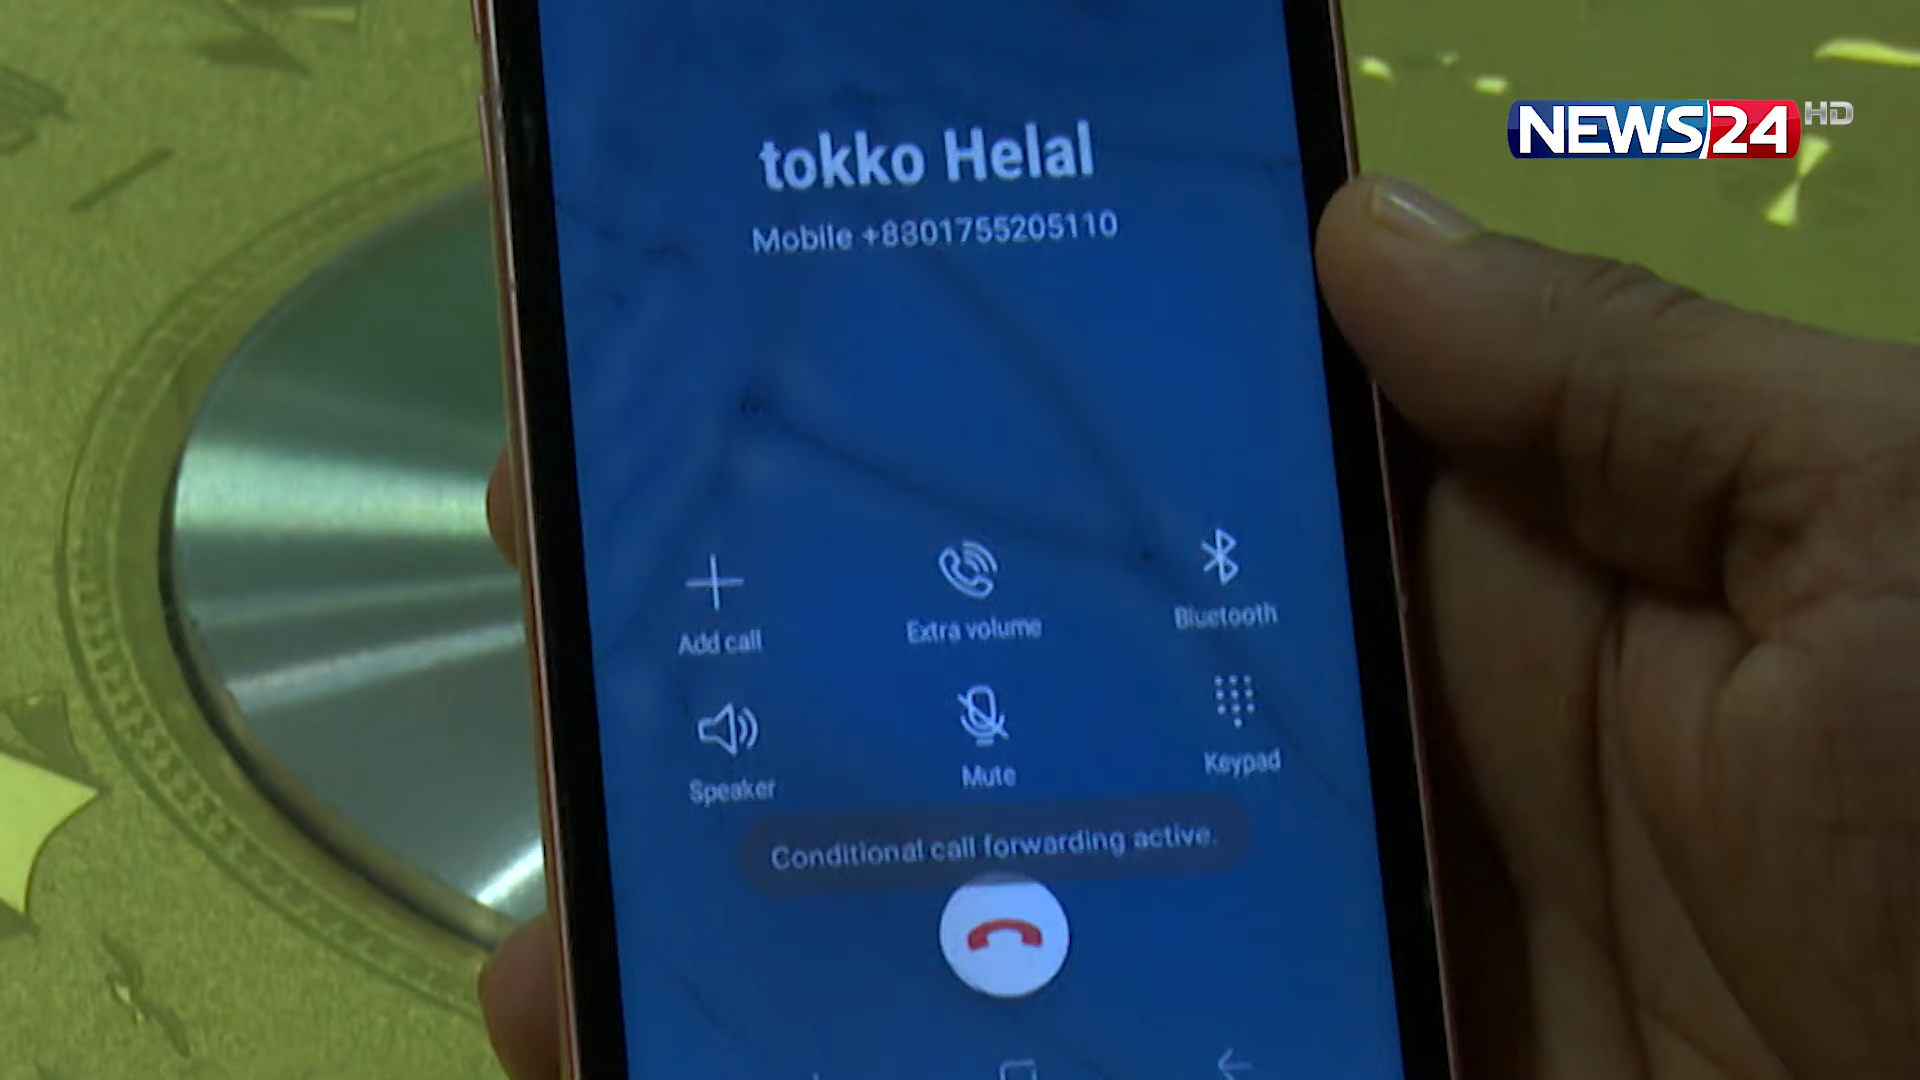 NEWS24 HD
tokko Helal
Mobile +8801755205110
Add call
Extra volume
Bluetooth
Speaker
Mute
Keypad
Conditional call forwarding active.